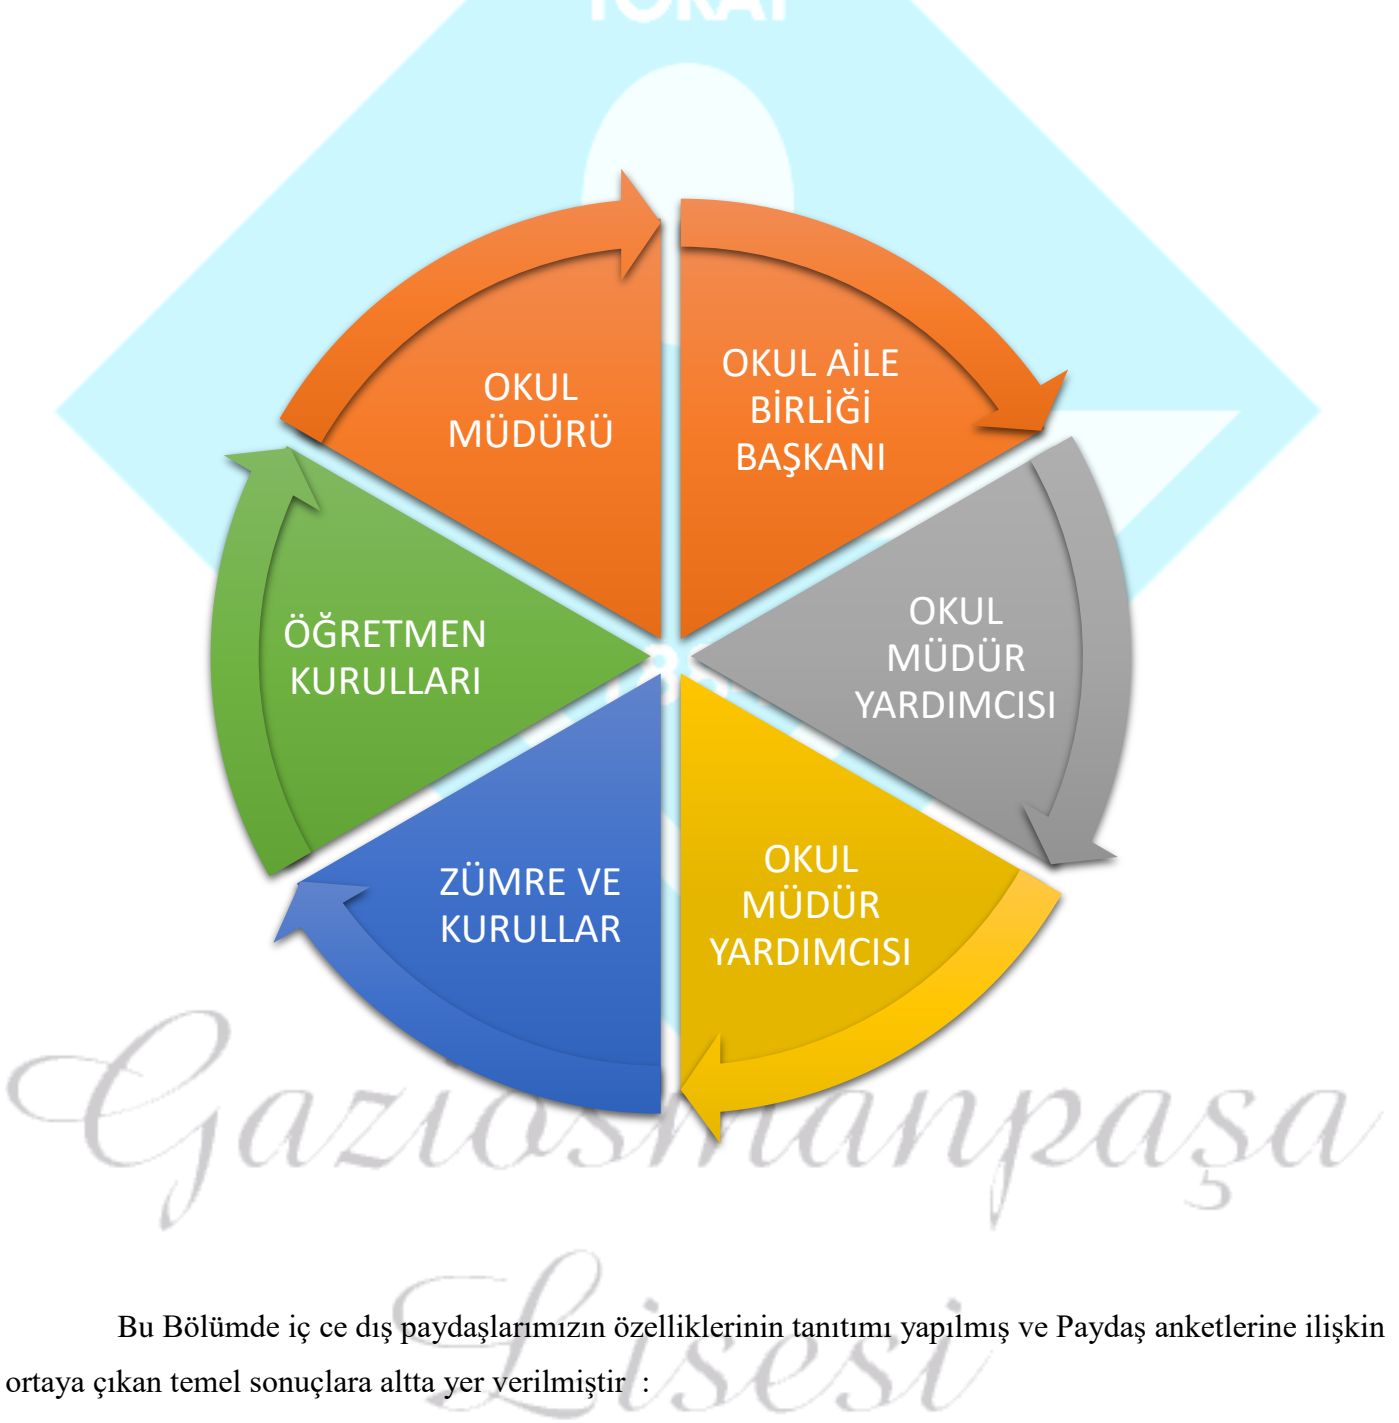 TOKAT
OKUL
MÜDÜRÜ
OKUL AİLE
BİRLİĞİ
BAŞKANI
OKUL
MÜDÜR
YARDIMCISI
OKUL
MÜDÜR
YARDIMCISI
ZÜMRE VE
KURULLAR
ÖĞRETMEN
KURULLARI
Gaziosmanpaşa
Lisesi
Bu Bölümde iç ce dış paydaşlarımızın özelliklerinin tanıtımı yapılmış ve Paydaş anketlerine ilişkin
ortaya çıkan temel sonuçlara altta yer verilmiştir :